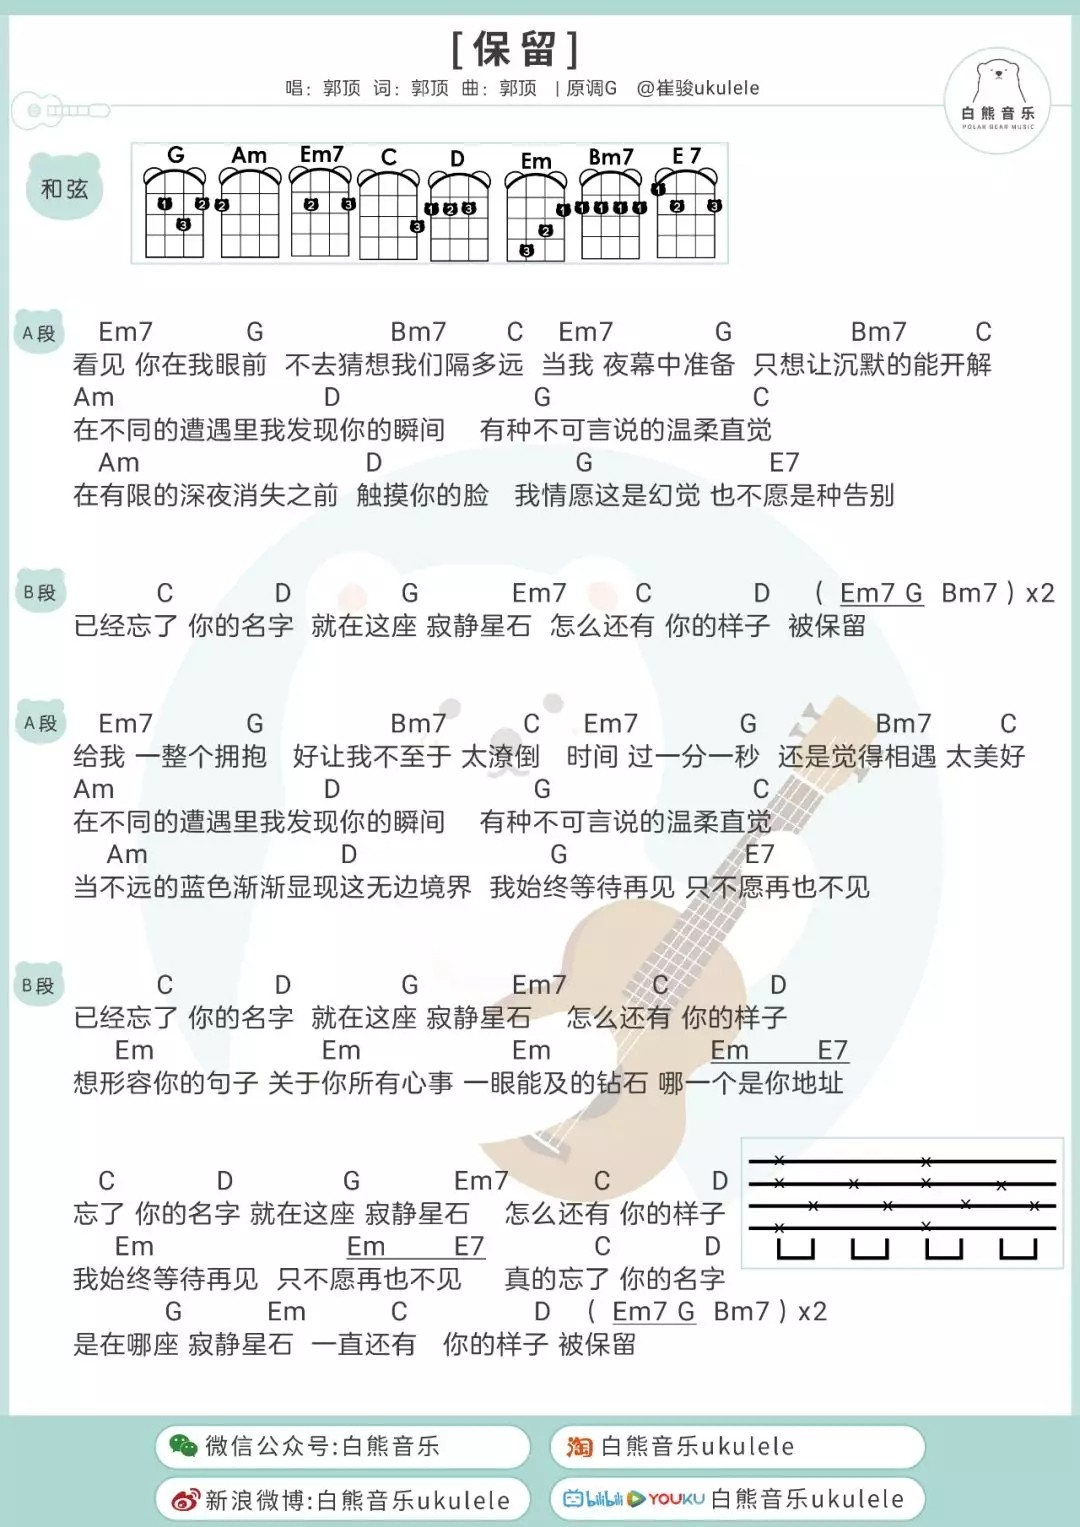 [保留]
唱：郭顶 词：郭顶 曲：郭顶 | 原调G @崔骏ukulele
白熊音乐
POLAR BEAR MUSIC
和弦
G Am Em7 C D Em Bm7 E7
1 2 3 2 2 3 3 1 2 3 1 2 3 1 1 1 1 1 2 3
A段
Em7 G Bm7 C Em7 G Bm7 C
看见 你在我眼前 不去猜想我们隔多远 当我 夜幕中准备 只想让沉默的能开解
Am D G C
在不同的遭遇里我发现你的瞬间 有种不可言说的温柔直觉
Am D G E7
在有限的深夜消失之前 触摸你的脸 我情愿这是幻觉 也不愿是种告别
B段
C D G Em7 C D ( Em7 G Bm7 ) x2
已经忘了 你的名字 就在这座 寂静星石 怎么还有 你的样子 被保留
A段
Em7 G Bm7 C Em7 G Bm7 C
给我 一整个拥抱 好让我不至于 太潦倒 时间 过一分一秒 还是觉得相遇 太美好
Am D G C
在不同的遭遇里我发现你的瞬间 有种不可言说的温柔直觉
Am D G E7
当不远的蓝色渐渐显现这无边境界 我始终等待再见 只不愿再也不见
B段
C D G Em7 C D
已经忘了 你的名字 就在这座 寂静星石 怎么还有 你的样子
Em Em Em Em E7
想形容你的句子 关于你所有心事 一眼能及的钻石 哪一个是你地址
C D G Em7 C D
忘了 你的名字 就在这座 寂静星石 怎么还有 你的样子
Em Em E7 C D
我始终等待再见 只不愿再也不见 真的忘了 你的名字
G Em C D ( Em7 G Bm7 ) x2
是在哪座 寂静星石 一直还有 你的样子 被保留
微信公众号:白熊音乐
淘 白熊音乐ukulele
新浪微博:白熊音乐ukulele
bilibili YOUKU 白熊音乐ukulele